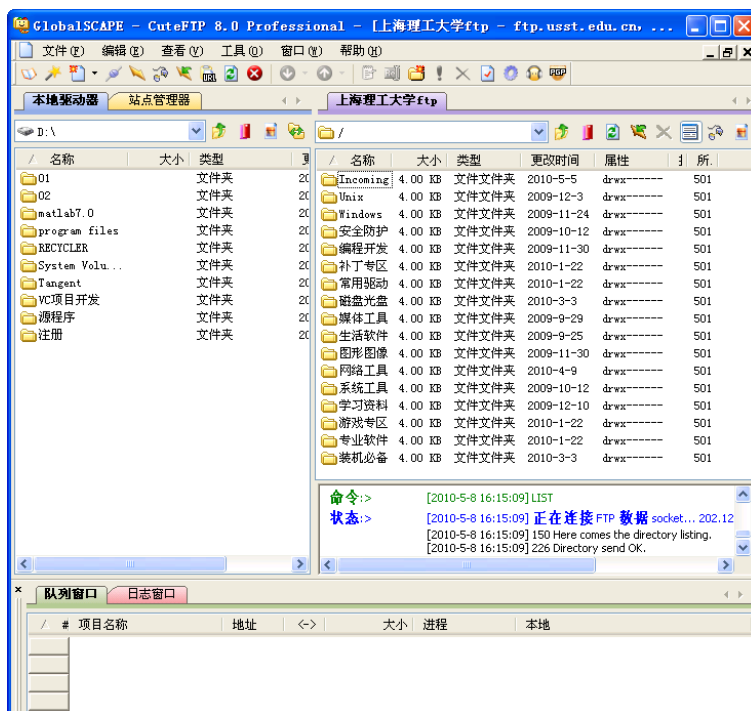 GlobalSCAPE - CuteFTP 8.0 Professional - [上海理工大学ftp - ftp.usst.edu.cn, ...
文件(F) 编辑(E) 查看(V) 工具(O) 窗口(W) 帮助(H)
本地驱动器 站点管理器
D:\
/ 名称 大小 类型
01 文件夹 20
02 文件夹 20
matlab7.0 文件夹 20
program files 文件夹 20
RECYCLER 文件夹 20
System Volu... 文件夹 20
Tangent 文件夹 20
VC项目开发 文件夹 20
源程序 文件夹 20
注册 文件夹 20
上海理工大学ftp
/
/ 名称 大小 类型 更改时间 属性 所.
Incoming 4.00 KB 文件文件夹 2010-5-5 drwx------ 501
Unix 4.00 KB 文件文件夹 2009-12-3 drwx------ 501
Windows 4.00 KB 文件文件夹 2009-11-24 drwx------ 501
安全防护 4.00 KB 文件文件夹 2009-10-12 drwx------ 501
编程开发 4.00 KB 文件文件夹 2009-11-30 drwx------ 501
补丁专区 4.00 KB 文件文件夹 2010-1-22 drwx------ 501
常用驱动 4.00 KB 文件文件夹 2010-1-22 drwx------ 501
磁盘光盘 4.00 KB 文件文件夹 2010-3-3 drwx------ 501
媒体工具 4.00 KB 文件文件夹 2009-9-29 drwx------ 501
生活软件 4.00 KB 文件文件夹 2009-9-25 drwx------ 501
图形图像 4.00 KB 文件文件夹 2009-11-30 drwx------ 501
网络工具 4.00 KB 文件文件夹 2010-4-9 drwx------ 501
系统工具 4.00 KB 文件文件夹 2009-10-12 drwx------ 501
学习资料 4.00 KB 文件文件夹 2009-12-10 drwx------ 501
游戏专区 4.00 KB 文件文件夹 2010-1-22 drwx------ 501
专业软件 4.00 KB 文件文件夹 2010-1-22 drwx------ 501
装机必备 4.00 KB 文件文件夹 2010-3-3 drwx------ 501
命令:> [2010-5-8 16:15:09] LIST
状态:> [2010-5-8 16:15:09] 正在连接 FTP 数据 socket... 202.12
[2010-5-8 16:15:09] 150 Here comes the directory listing.
[2010-5-8 16:15:09] 226 Directory send OK.
队列窗口 日志窗口
/ # 项目名称 地址 <-> 大小 进程 本地